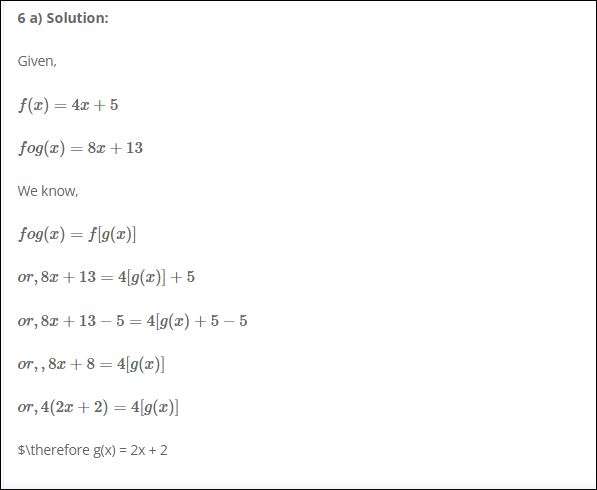 6 a) Solution:
Given,
f(x) = 4x + 5
fog(x) = 8x + 13
We know,
fog(x) = f[g(x)]
or, 8x + 13 = 4[g(x)] + 5
or, 8x + 13 − 5 = 4[g(x) + 5 − 5
or, , 8x + 8 = 4[g(x)]
or, 4(2x + 2) = 4[g(x)]
$\therefore g(x) = 2x + 2